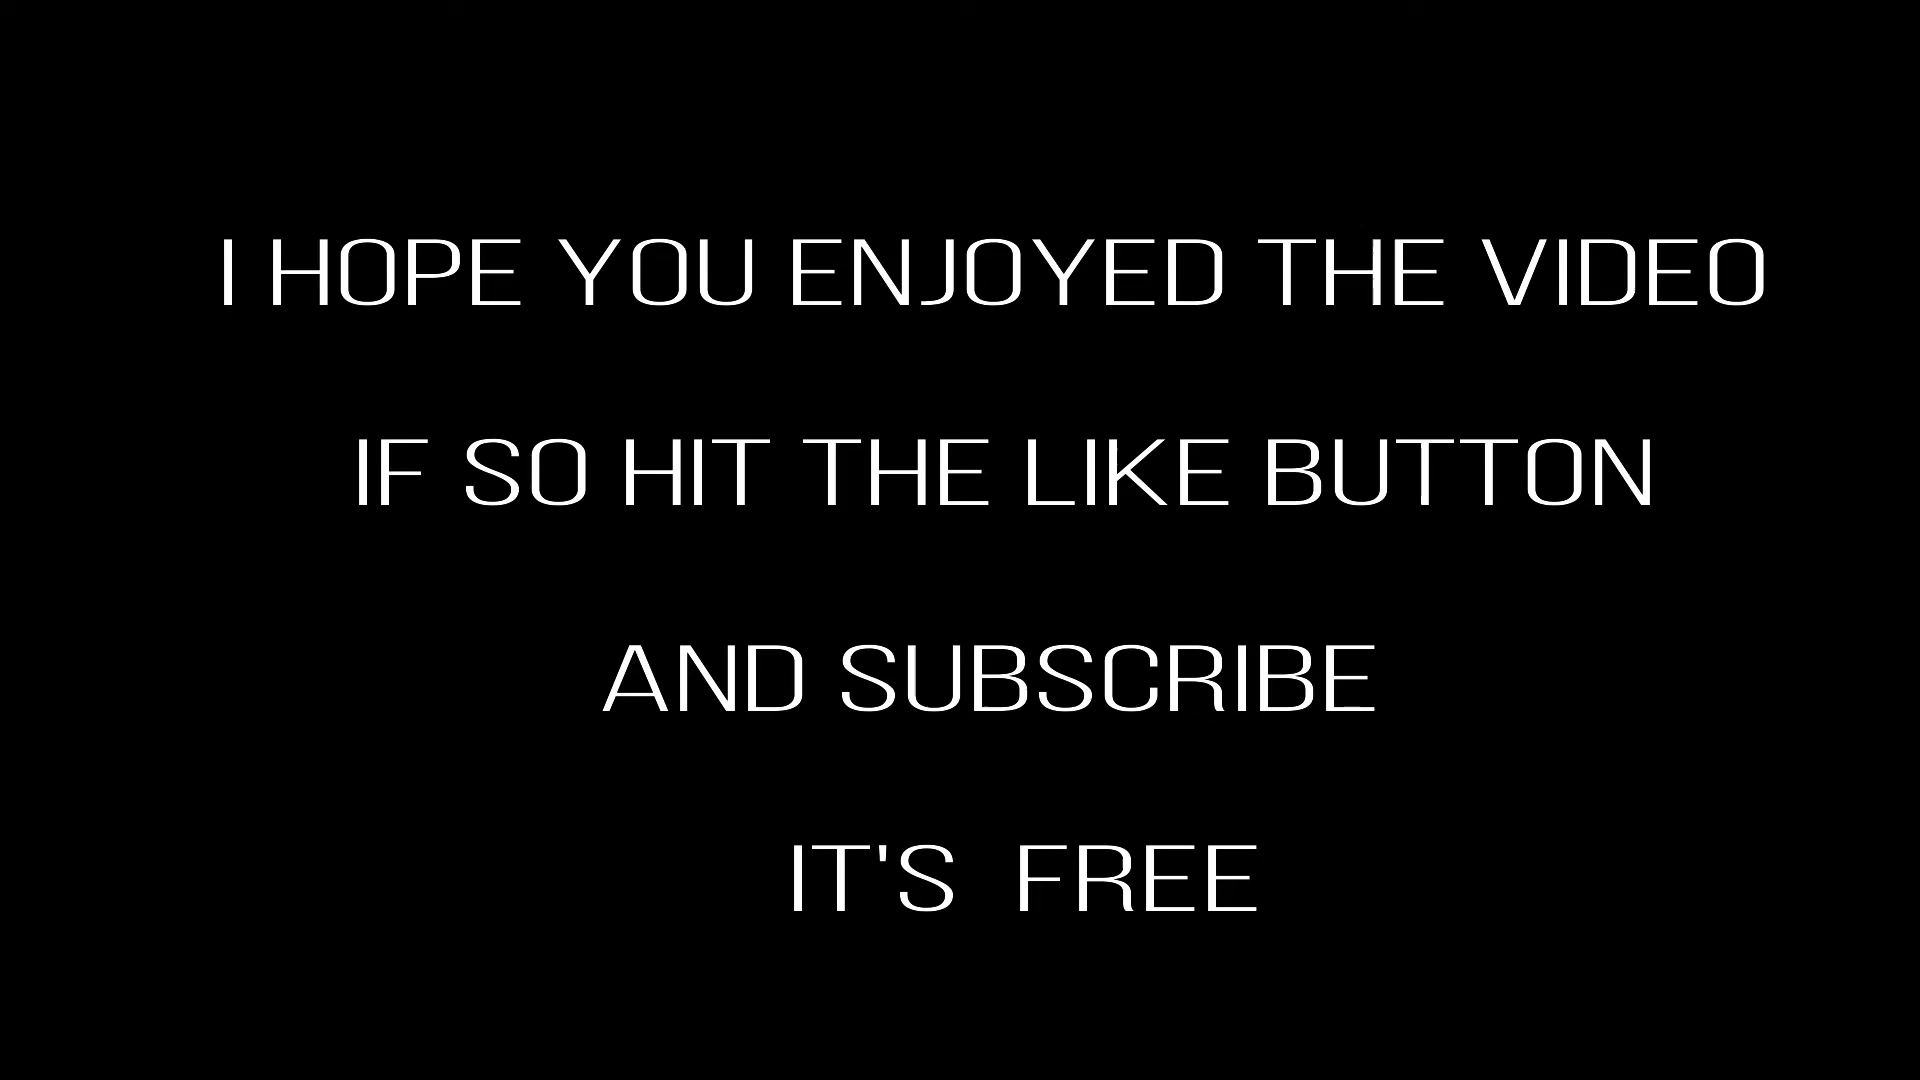 I HOPE YOU ENJOYED THE VIDEO
IF SO HIT THE LIKE BUTTON
AND SUBSCRIBE
IT'S  FREE